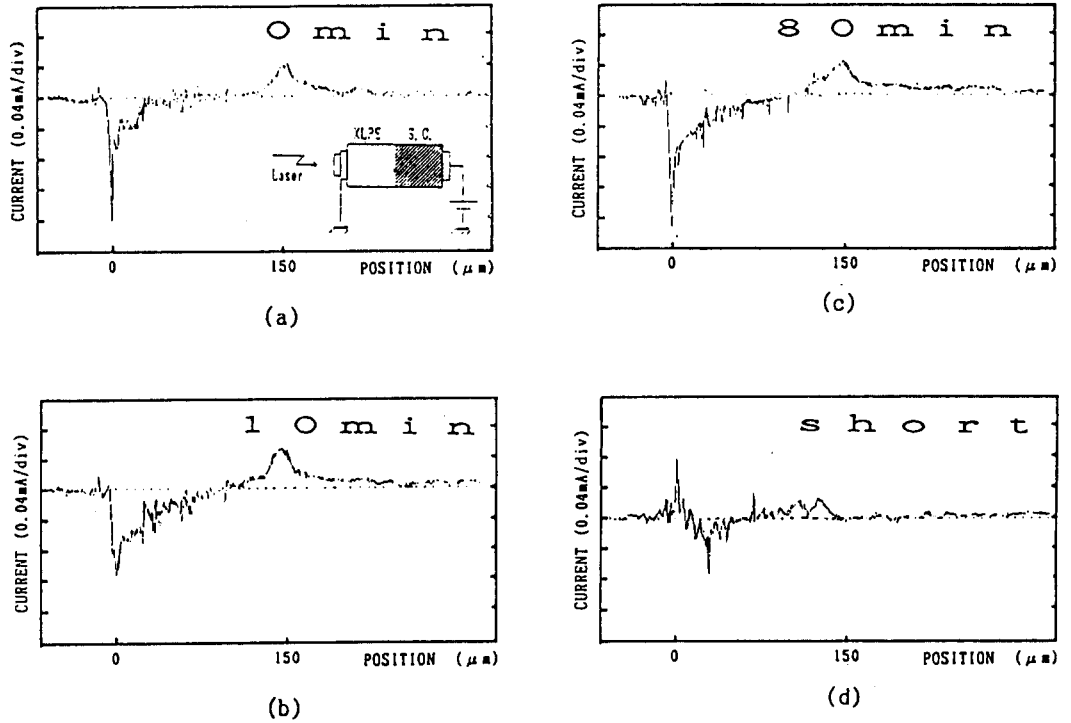 0min
CURRENT (0.04mA/div)
XLPE S.C.
Laser
0 150 POSITION (μm)
(a)
80min
CURRENT (0.04mA/div)
0 150 POSITION (μm)
(c)
10min
CURRENT (0.04mA/div)
0 150 POSITION (μm)
(b)
short
CURRENT (0.04mA/div)
0 150 POSITION (μm)
(d)